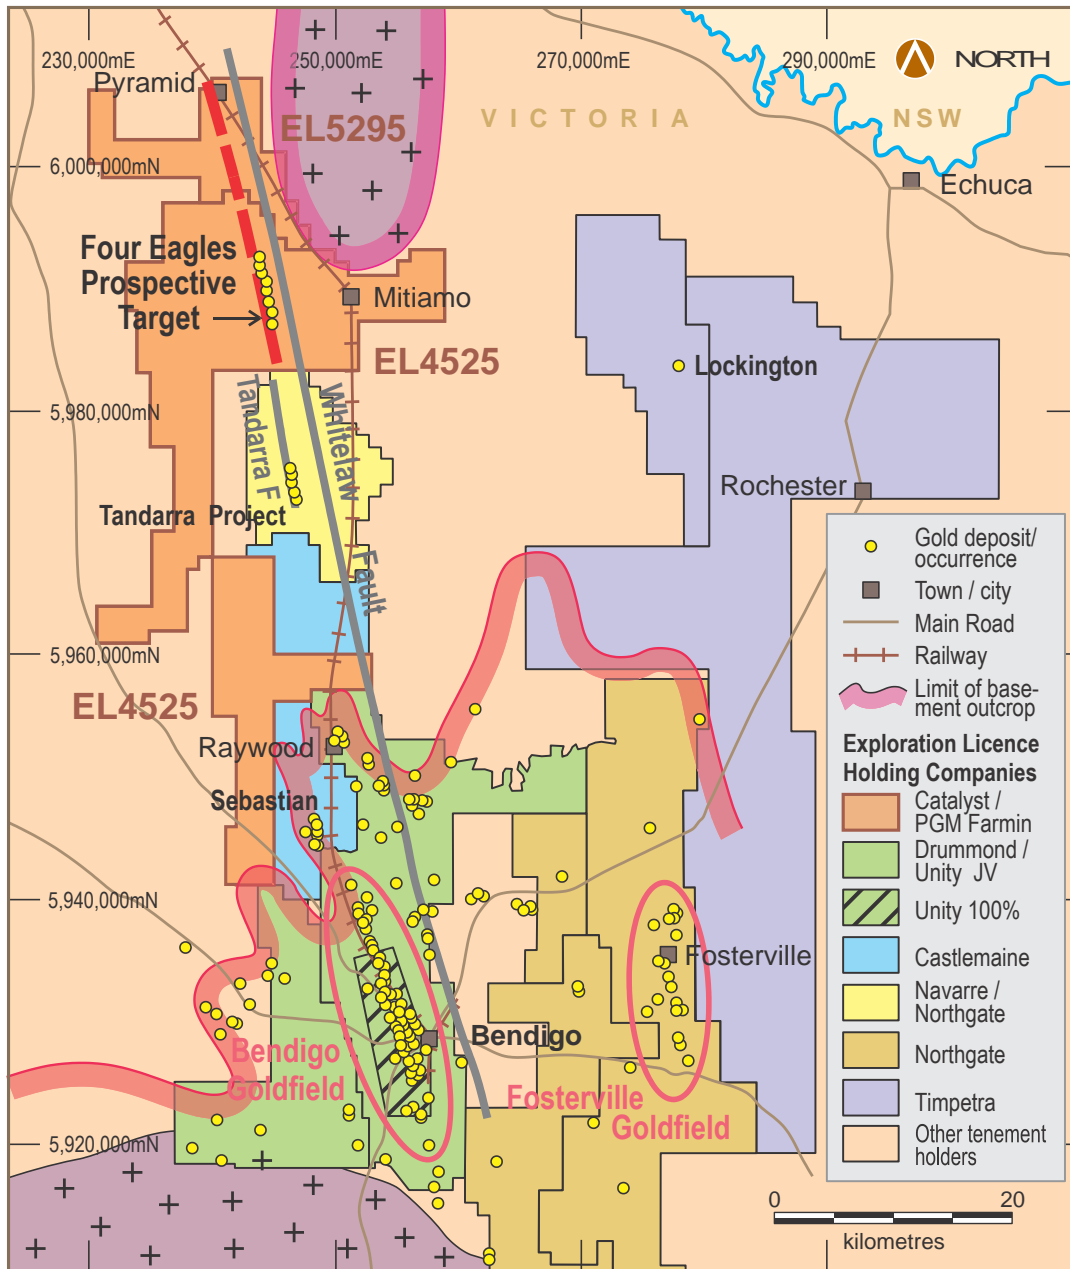 230,000mE
250,000mE
270,000mE
290,000mE
NORTH
Pyramid
EL5295
VICTORIA
NSW
6,000,000mN
Echuca
Four Eagles
Prospective
Target
Mitiamo
EL4525
Lockington
5,980,000mN
Tandarra F
Whitelaw
Fault
Rochester
Tandarra Project
5,960,000mN
EL4525
Raywood
Sebastian
5,940,000mN
Fosterville
Bendigo
Bendigo
Goldfield
Fosterville
Goldfield
5,920,000mN
Gold deposit/
occurrence
Town / city
Main Road
Railway
Limit of base-
ment outcrop
Exploration Licence
Holding Companies
Catalyst /
PGM Farmin
Drummond /
Unity JV
Unity 100%
Castlemaine
Navarre /
Northgate
Northgate
Timpetra
Other tenement
holders
0
20
kilometres